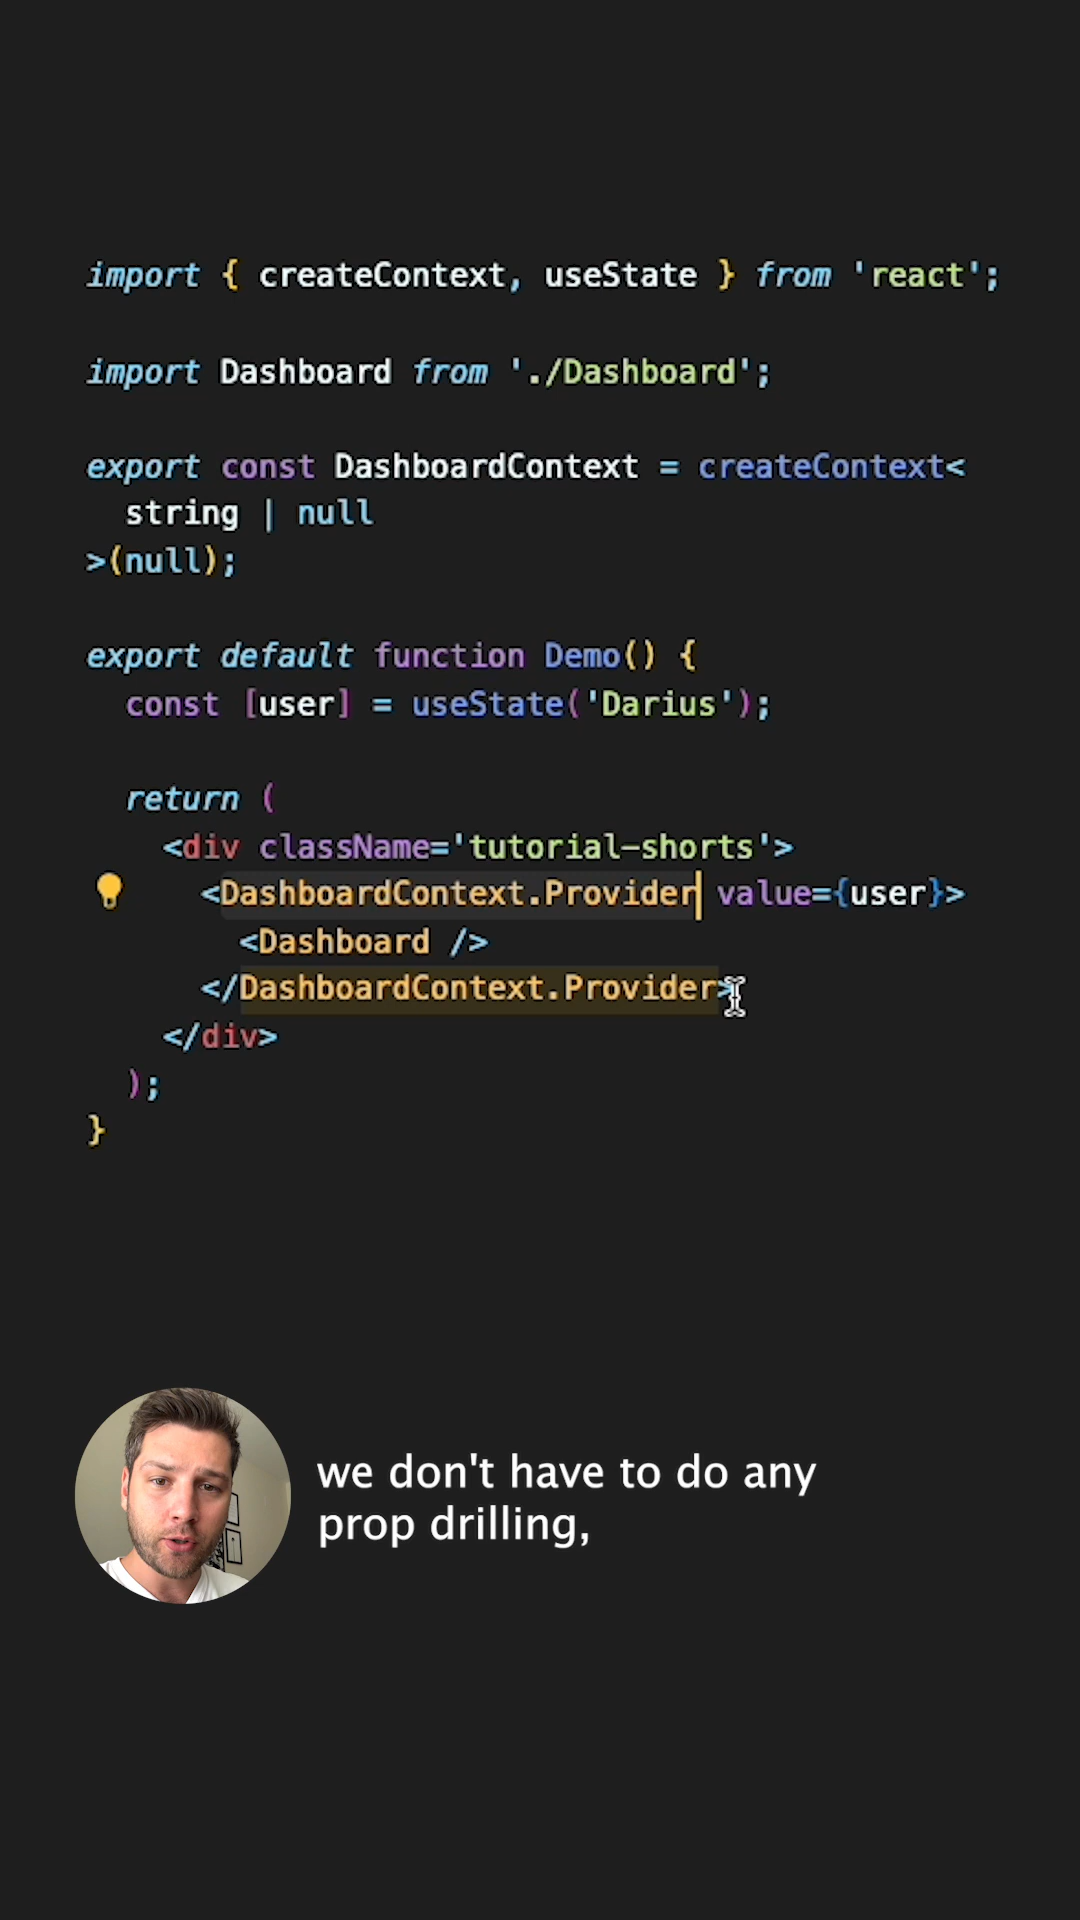 import { createContext, useState } from 'react';
import Dashboard from './Dashboard';
export const DashboardContext = createContext<
string | null
>(null);
export default function Demo() {
const [user] = useState('Darius');
return (
<div className='tutorial-shorts'>
<DashboardContext.Provider value={user}>
<Dashboard />
</DashboardContext.Provider>
</div>
);
}
we don't have to do any
prop drilling,